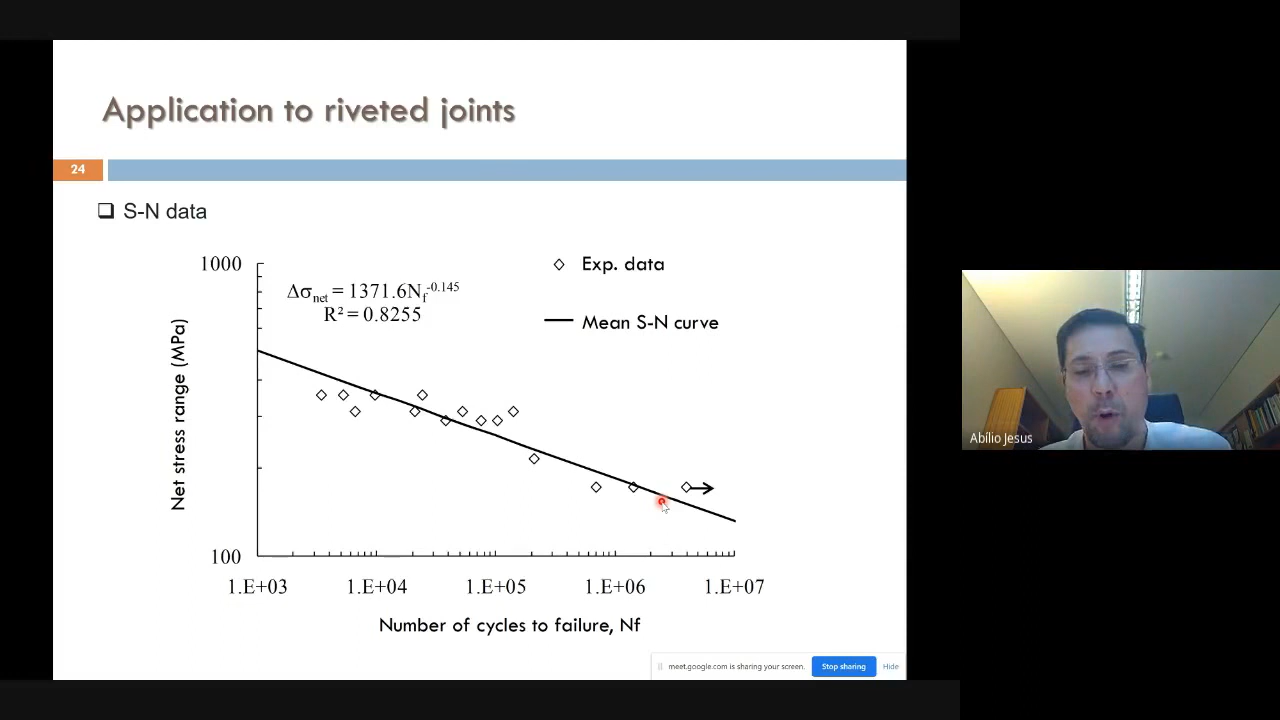 Application to riveted joints
24
❑ S-N data
1000
Δσnet = 1371.6Nf^-0.145
R² = 0.8255
Exp. data
Mean S-N curve
Net stress range (MPa)
100
1.E+03 1.E+04 1.E+05 1.E+06 1.E+07
Number of cycles to failure, Nf
meet.google.com is sharing your screen. Stop sharing Hide
Abílio Jesus